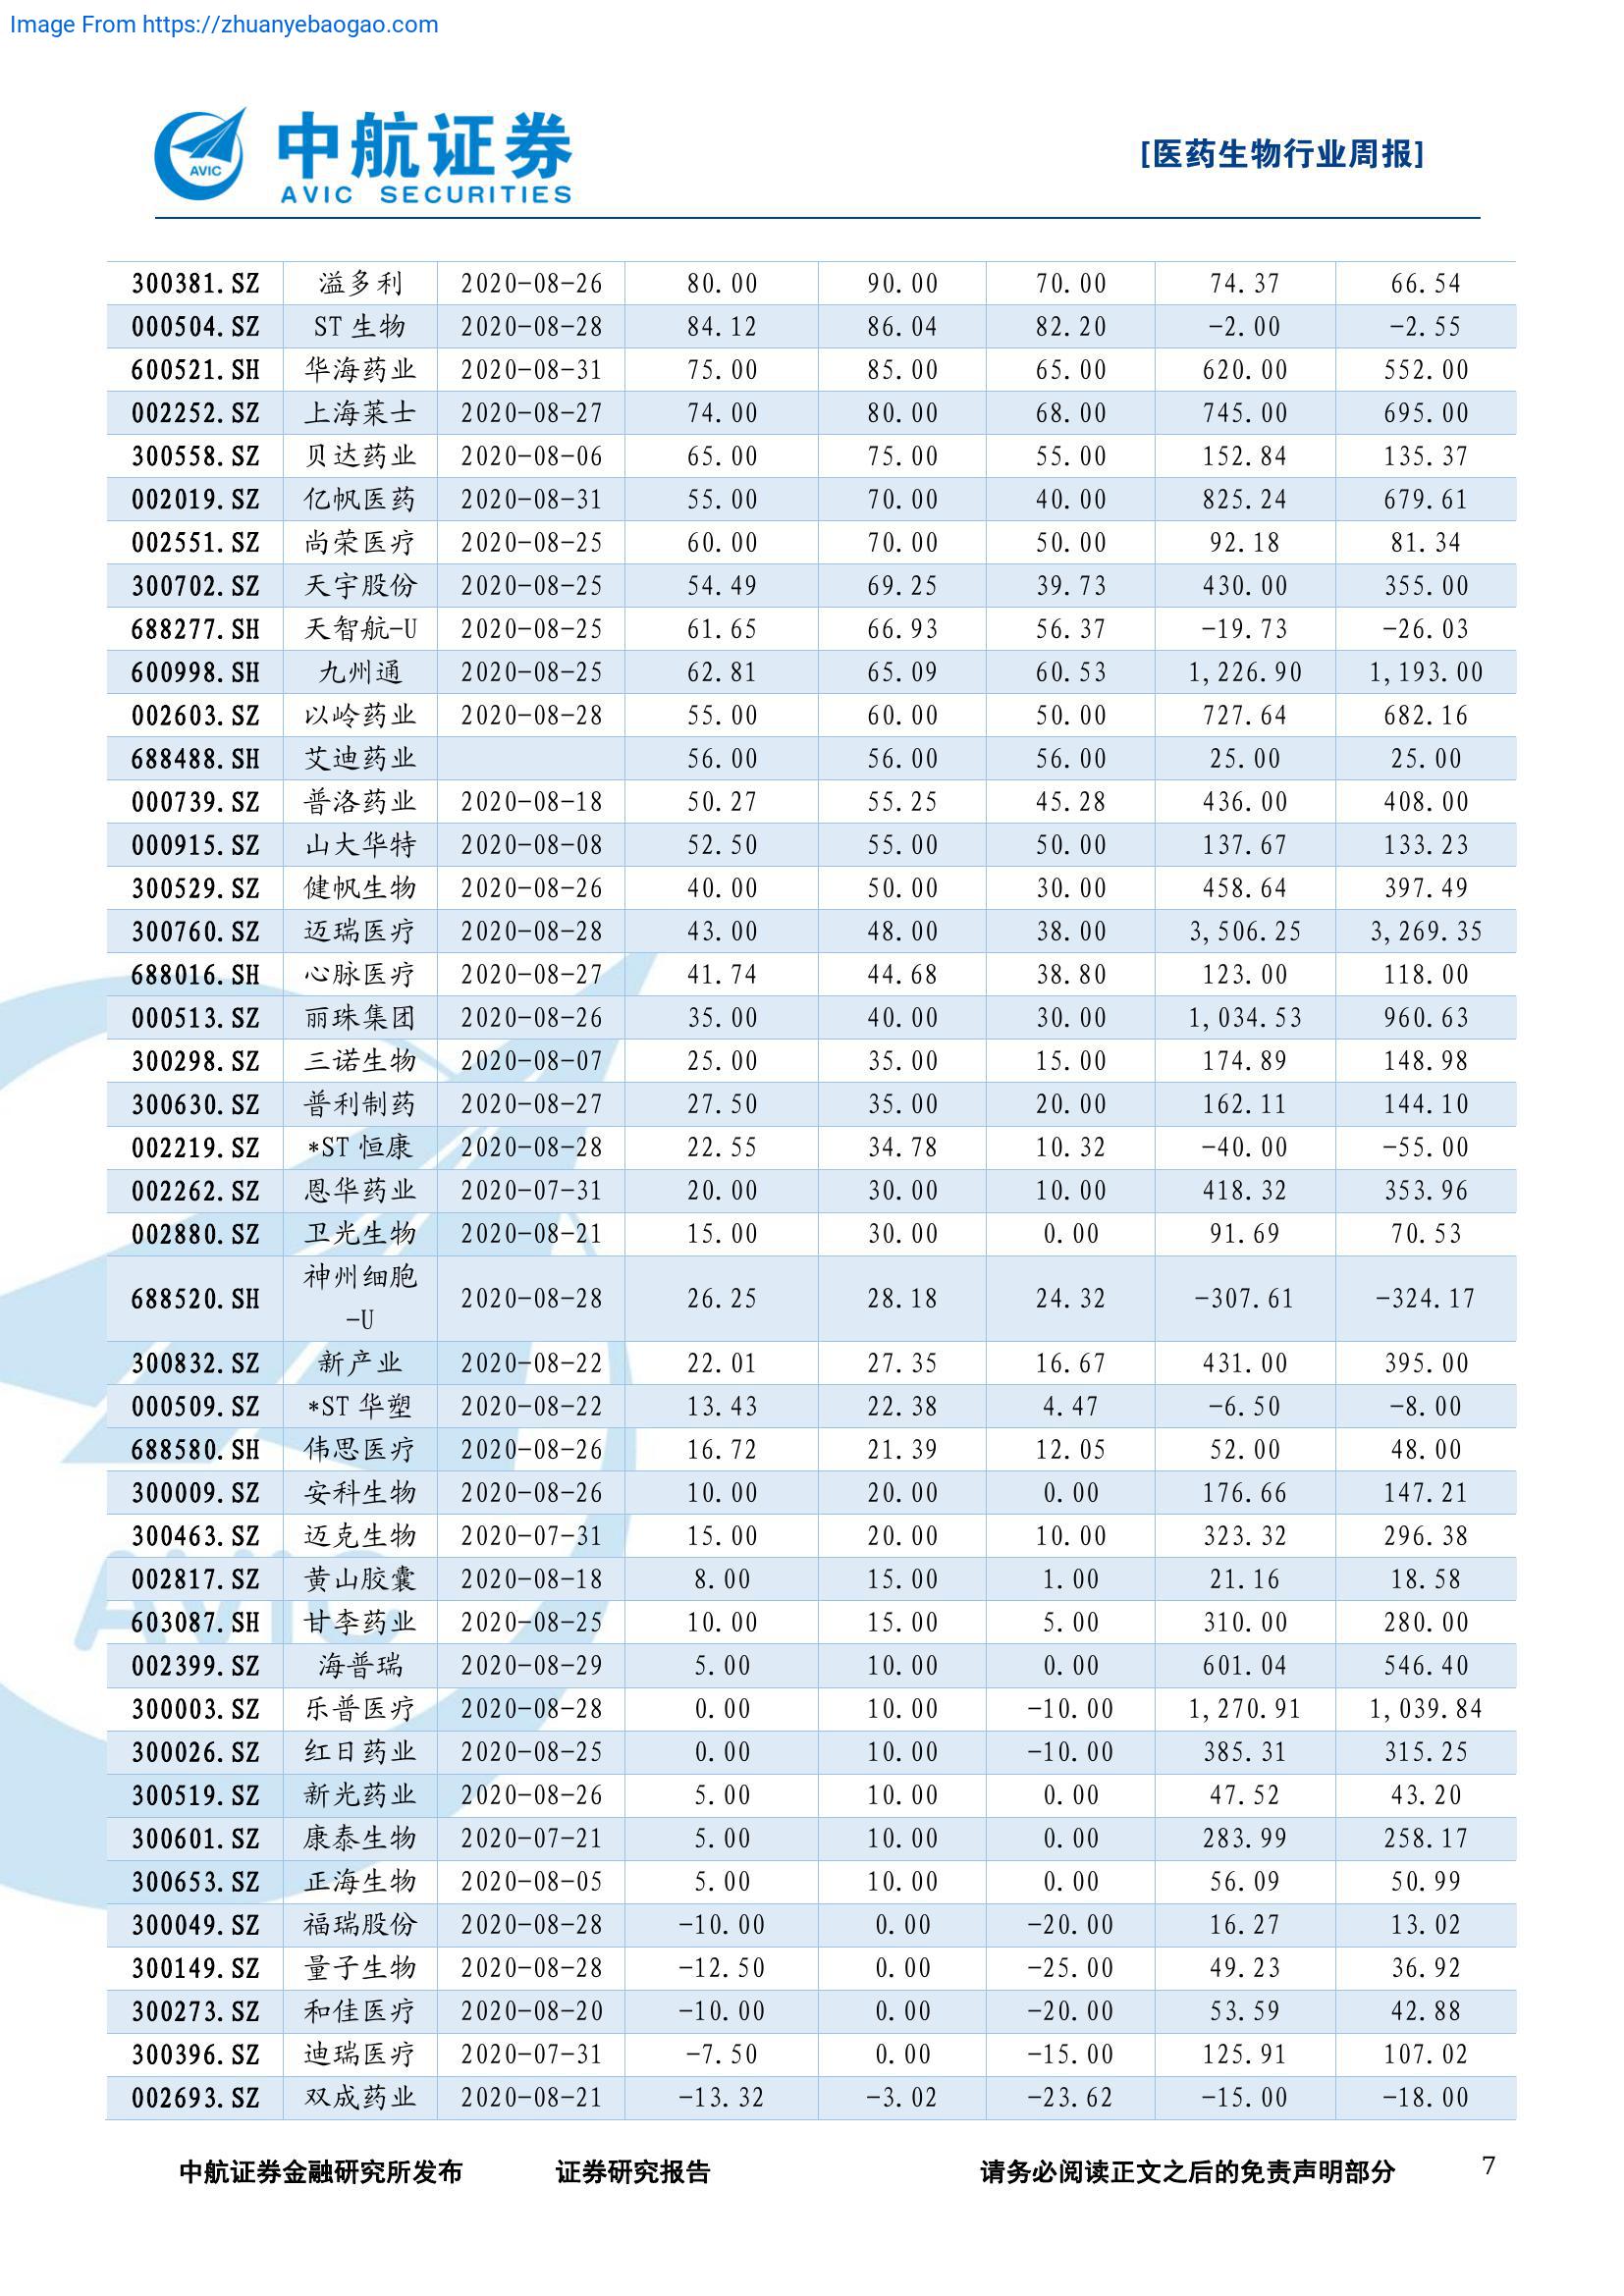 Image From https://zhuanyebaogao.com
AVIC
中航证券
AVIC SECURITIES
[医药生物行业周报]
300381.SZ 溢多利 2020-08-26 80.00 90.00 70.00 74.37 66.54
000504.SZ ST 生物 2020-08-28 84.12 86.04 82.20 -2.00 -2.55
600521.SH 华海药业 2020-08-31 75.00 85.00 65.00 620.00 552.00
002252.SZ 上海莱士 2020-08-27 74.00 80.00 68.00 745.00 695.00
300558.SZ 贝达药业 2020-08-06 65.00 75.00 55.00 152.84 135.37
002019.SZ 亿帆医药 2020-08-31 55.00 70.00 40.00 825.24 679.61
002551.SZ 尚荣医疗 2020-08-25 60.00 70.00 50.00 92.18 81.34
300702.SZ 天宇股份 2020-08-25 54.49 69.25 39.73 430.00 355.00
688277.SH 天智航-U 2020-08-25 61.65 66.93 56.37 -19.73 -26.03
600998.SH 九州通 2020-08-25 62.81 65.09 60.53 1,226.90 1,193.00
002603.SZ 以岭药业 2020-08-28 55.00 60.00 50.00 727.64 682.16
688488.SH 艾迪药业 56.00 56.00 56.00 25.00 25.00
000739.SZ 普洛药业 2020-08-18 50.27 55.25 45.28 436.00 408.00
000915.SZ 山大华特 2020-08-08 52.50 55.00 50.00 137.67 133.23
300529.SZ 健帆生物 2020-08-26 40.00 50.00 30.00 458.64 397.49
300760.SZ 迈瑞医疗 2020-08-28 43.00 48.00 38.00 3,506.25 3,269.35
688016.SH 心脉医疗 2020-08-27 41.74 44.68 38.80 123.00 118.00
000513.SZ 丽珠集团 2020-08-26 35.00 40.00 30.00 1,034.53 960.63
300298.SZ 三诺生物 2020-08-07 25.00 35.00 15.00 174.89 148.98
300630.SZ 普利制药 2020-08-27 27.50 35.00 20.00 162.11 144.10
002219.SZ *ST 恒康 2020-08-28 22.55 34.78 10.32 -40.00 -55.00
002262.SZ 恩华药业 2020-07-31 20.00 30.00 10.00 418.32 353.96
002880.SZ 卫光生物 2020-08-21 15.00 30.00 0.00 91.69 70.53
神州细胞
688520.SH 2020-08-28 26.25 28.18 24.32 -307.61 -324.17
-U
300832.SZ 新产业 2020-08-22 22.01 27.35 16.67 431.00 395.00
000509.SZ *ST 华塑 2020-08-22 13.43 22.38 4.47 -6.50 -8.00
688580.SH 伟思医疗 2020-08-26 16.72 21.39 12.05 52.00 48.00
300009.SZ 安科生物 2020-08-26 10.00 20.00 0.00 176.66 147.21
300463.SZ 迈克生物 2020-07-31 15.00 20.00 10.00 323.32 296.38
002817.SZ 黄山胶囊 2020-08-18 8.00 15.00 1.00 21.16 18.58
603087.SH 甘李药业 2020-08-25 10.00 15.00 5.00 310.00 280.00
002399.SZ 海普瑞 2020-08-29 5.00 10.00 0.00 601.04 546.40
300003.SZ 乐普医疗 2020-08-28 0.00 10.00 -10.00 1,270.91 1,039.84
300026.SZ 红日药业 2020-08-25 0.00 10.00 -10.00 385.31 315.25
300519.SZ 新光药业 2020-08-26 5.00 10.00 0.00 47.52 43.20
300601.SZ 康泰生物 2020-07-21 5.00 10.00 0.00 283.99 258.17
300653.SZ 正海生物 2020-08-05 5.00 10.00 0.00 56.09 50.99
300049.SZ 福瑞股份 2020-08-28 -10.00 0.00 -20.00 16.27 13.02
300149.SZ 量子生物 2020-08-28 -12.50 0.00 -25.00 49.23 36.92
300273.SZ 和佳医疗 2020-08-20 -10.00 0.00 -20.00 53.59 42.88
300396.SZ 迪瑞医疗 2020-07-31 -7.50 0.00 -15.00 125.91 107.02
002693.SZ 双成药业 2020-08-21 -13.32 -3.02 -23.62 -15.00 -18.00
中航证券金融研究所发布 证券研究报告 请务必阅读正文之后的免责声明部分 7